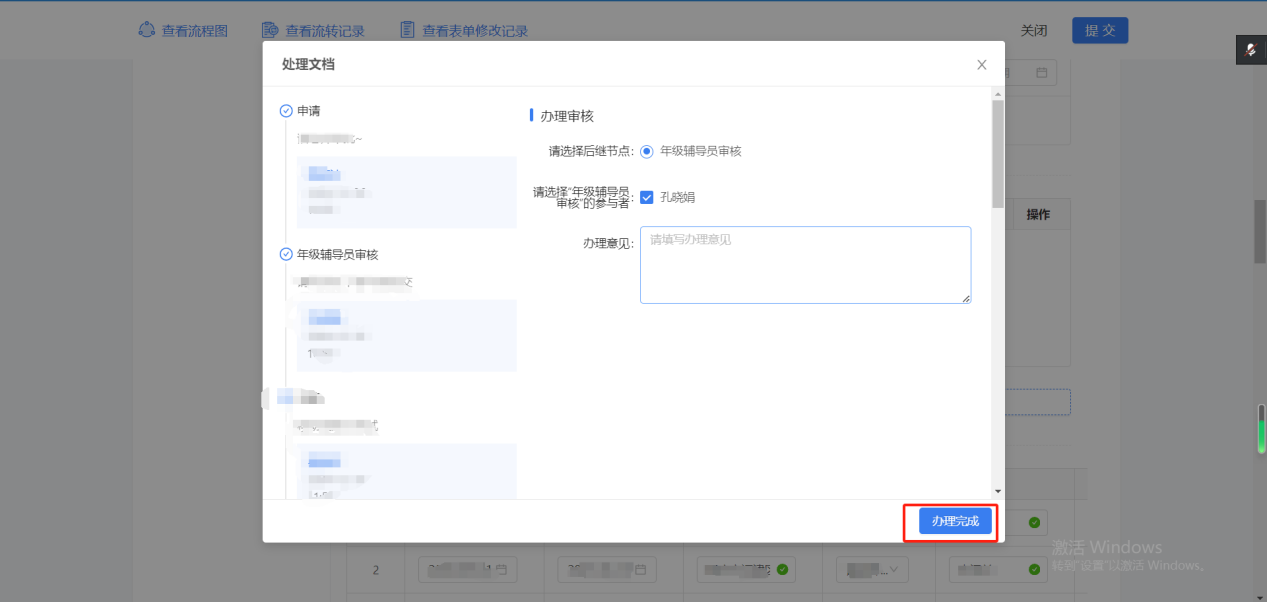 查看流程图
查看流转记录
查看表单修改记录
关闭
提 交
处理文档
申请
年级辅导员审核
办理审核
请选择后继节点:
年级辅导员审核
请选择"年级辅导员
审核"的参与者:
孔晓娟
办理意见:
请填写办理意见
操作
办理完成
2
激活 Windows
转到"设置"以激活 Windows。